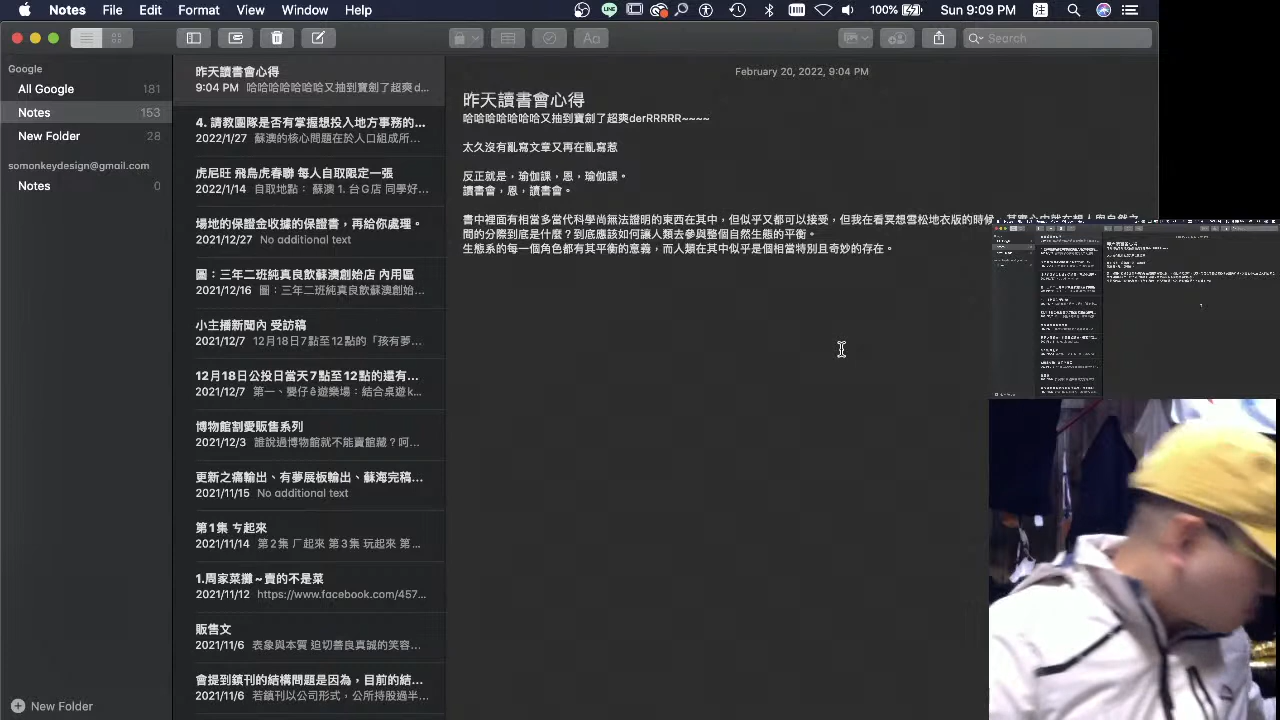 Notes File Edit Format View Window Help 100% Sun 9:09 PM 注
Aa Search
Google
All Google 181
Notes 153
New Folder 28
somonkeydesign@gmail.com
Notes 0
New Folder
昨天讀書會心得
9:04 PM 哈哈哈哈哈哈哈又抽到寶劍了超爽d...
4. 請教團隊是否有掌握想投入地方事務的...
2022/1/27 蘇澳的核心問題在於人口組成所...
虎尼旺 飛鳥虎春聯 每人自取限定一張
2022/1/14 自取地點： 蘇澳 1. 台G店 同學好...
場地的保證金收據的保證書，再給你處理。
2021/12/27 No additional text
圖：三年二班純真良飲蘇澳創始店 內用區
2021/12/16 圖：三年二班純真良飲蘇澳創始...
小主播新聞內 受訪稿
2021/12/7 12月18日7點至12點的「孩有夢...
12月18日公投日當天7點至12點的還有...
2021/12/7 第一、嬰仔ê遊樂場：結合兒遊k...
博物館割愛販售系列
2021/12/3 誰說過博物館就不能賣館藏？呵...
更新之痛輸出、有夢展板輸出、蘇海完稿...
2021/11/15 No additional text
第1集 ㄘ起來
2021/11/14 第２集 ㄏ起來 第３集 玩起來 第...
1.周家菜攤～賣的不是菜
2021/11/12 https://www.facebook.com/457...
販售文
2021/11/6 表象與本質 迫切善良真誠的笑容...
會提到鎮刊的結構問題是因為，目前的結...
2021/11/6 若鎮刊以公司形式，公所持股過半...
February 20, 2022, 9:04 PM
昨天讀書會心得
哈哈哈哈哈哈哈又抽到寶劍了超爽derRRRRR~~~~
太久沒有亂寫文章又再在亂寫惹
反正就是，瑜伽課，恩，瑜伽課。
讀書會，恩，讀書會。
書中裡面有相當多當代科學尚無法證明的東西在其中，但似乎又都可以接受，但我在看冥想雪松地衣版的時候，其實心中就在想人與自然之
間的分際到底是什麼？到底應該如何讓人類去參與整個自然生態的平衡。
生態系的每一個角色都有其平衡的意義，而人類在其中似乎是個相當特別且奇妙的存在。